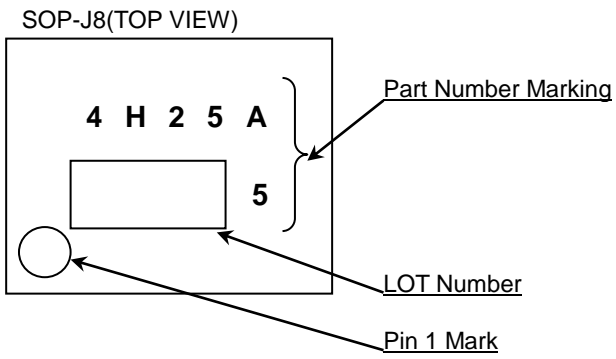 SOP-J8(TOP VIEW)
Part Number Marking
4 H 2 5 A
5
LOT Number
Pin 1 Mark